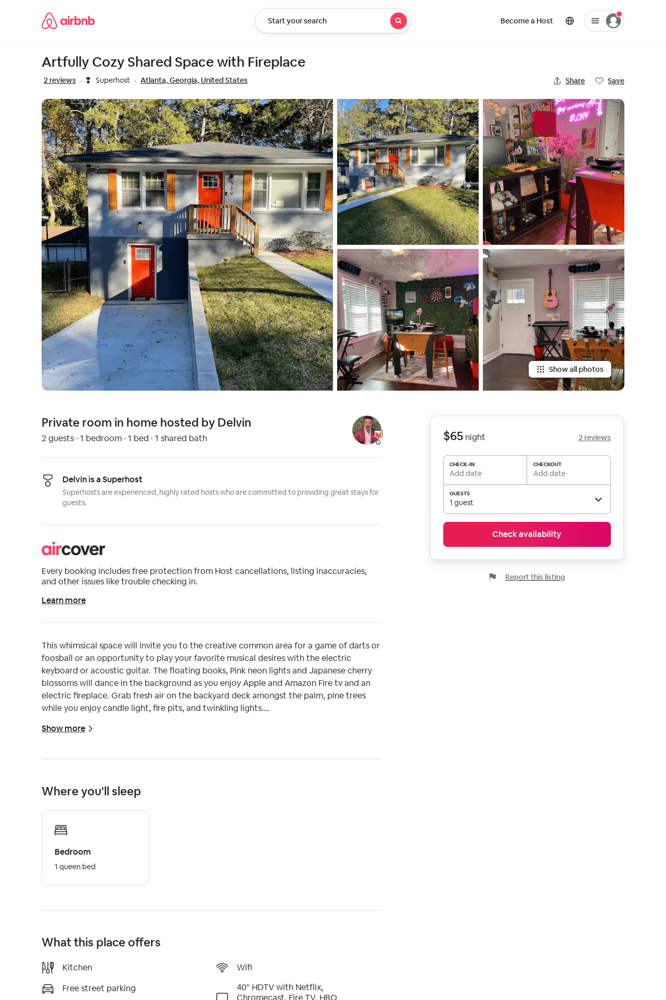 airbnb
Start your search
Become a Host
Artfully Cozy Shared Space with Fireplace
2 reviews · Superhost · Atlanta, Georgia, United States
Share
Save
DLVN
Show all photos
Private room in home hosted by Delvin
2 guests · 1 bedroom · 1 bed · 1 shared bath
Delvin is a Superhost
Superhosts are experienced, highly rated hosts who are committed to providing great stays for
guests.
$65 night
2 reviews
CHECK-IN
Add date
CHECKOUT
Add date
GUESTS
1 guest
Check availability
Report this listing
aircover
Every booking includes free protection from Host cancellations, listing inaccuracies,
and other issues like trouble checking in.
Learn more
This whimsical space will invite you to the creative common area for a game of darts or
foosball or an opportunity to play your favorite musical desires with the electric
keyboard or acoustic guitar. The floating books, Pink neon lights and Japanese cherry
blossoms will dance in the background as you enjoy Apple and Amazon Fire tv and an
electric fireplace. Grab fresh air on the backyard deck amongst the palm, pine trees
while you enjoy candle light, fire pits, and twinkling lights....
Show more
Where you'll sleep
Bedroom
1 queen bed
What this place offers
Kitchen
Wifi
Free street parking
40" HDTV with Netflix,
Chromecast, Fire TV, HBO